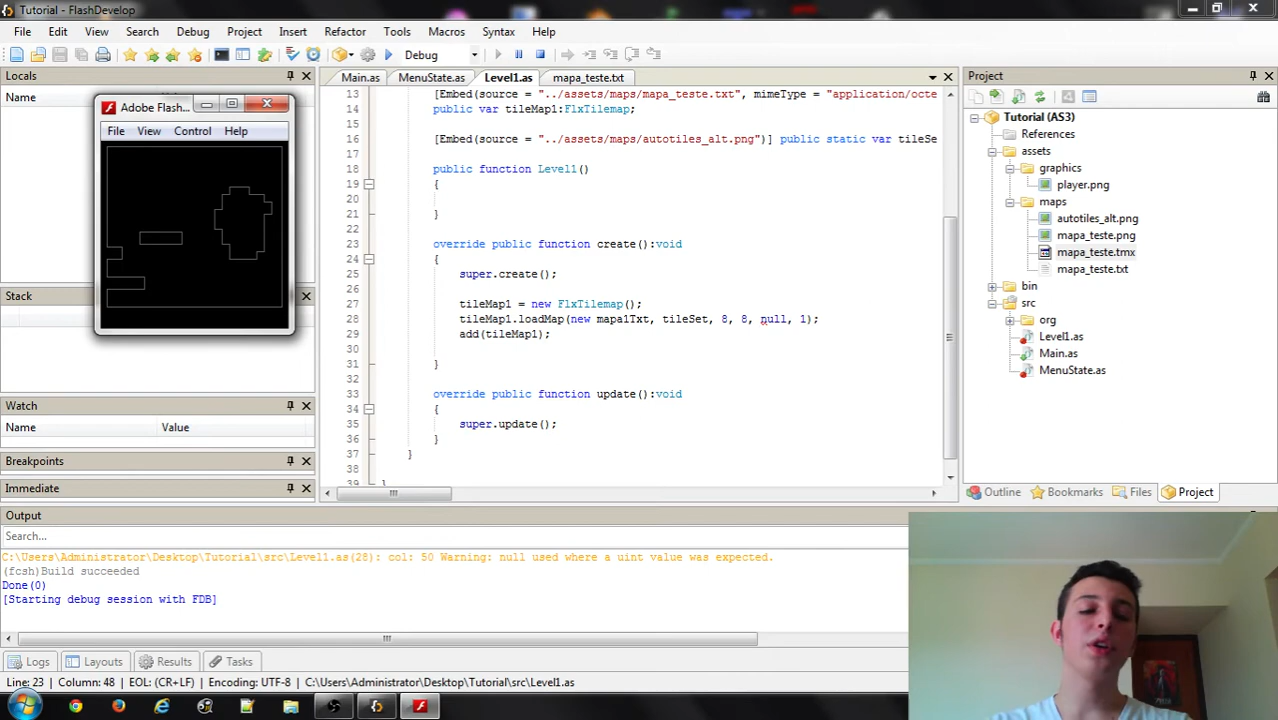 Tutorial - FlashDevelop
File Edit View Search Debug Project Insert Refactor Tools Macros Syntax Help
Debug
Locals
Name
Adobe Flash...
File View Control Help
Stack
Watch
Name Value
Breakpoints
Immediate
Main.as MenuState.as Level1.as mapa_teste.txt
13 [Embed(source = "../assets/maps/mapa_teste.txt", mimeType = "application/octe
14 public var tileMap1:FlxTilemap;
15
16 [Embed(source = "../assets/maps/autotiles_alt.png")] public static var tileSe
17
18 public function Level1()
19 {
20
21 }
22
23 override public function create():void
24 {
25 super.create();
26
27 tileMap1 = new FlxTilemap();
28 tileMap1.loadMap(new mapa1Txt, tileSet, 8, 8, null, 1);
29 add(tileMap1);
30
31 }
32
33 override public function update():void
34 {
35 super.update();
36 }
37 }
38
39 }
Project
Tutorial (AS3)
References
assets
graphics
player.png
maps
autotiles_alt.png
mapa_teste.png
mapa_teste.tmx
mapa_teste.txt
bin
src
org
Level1.as
Main.as
MenuState.as
Outline Bookmarks Files Project
Output
Search...
C:\Users\Administrator\Desktop\Tutorial\src\Level1.as(28): col: 50 Warning: null used where a uint value was expected.
(fcsh)Build succeeded
Done(0)
[Starting debug session with FDB]
Logs Layouts Results Tasks
Line: 23 Column: 48 EOL: (CR+LF) Encoding: UTF-8 C:\Users\Administrator\Desktop\Tutorial\src\Level1.as